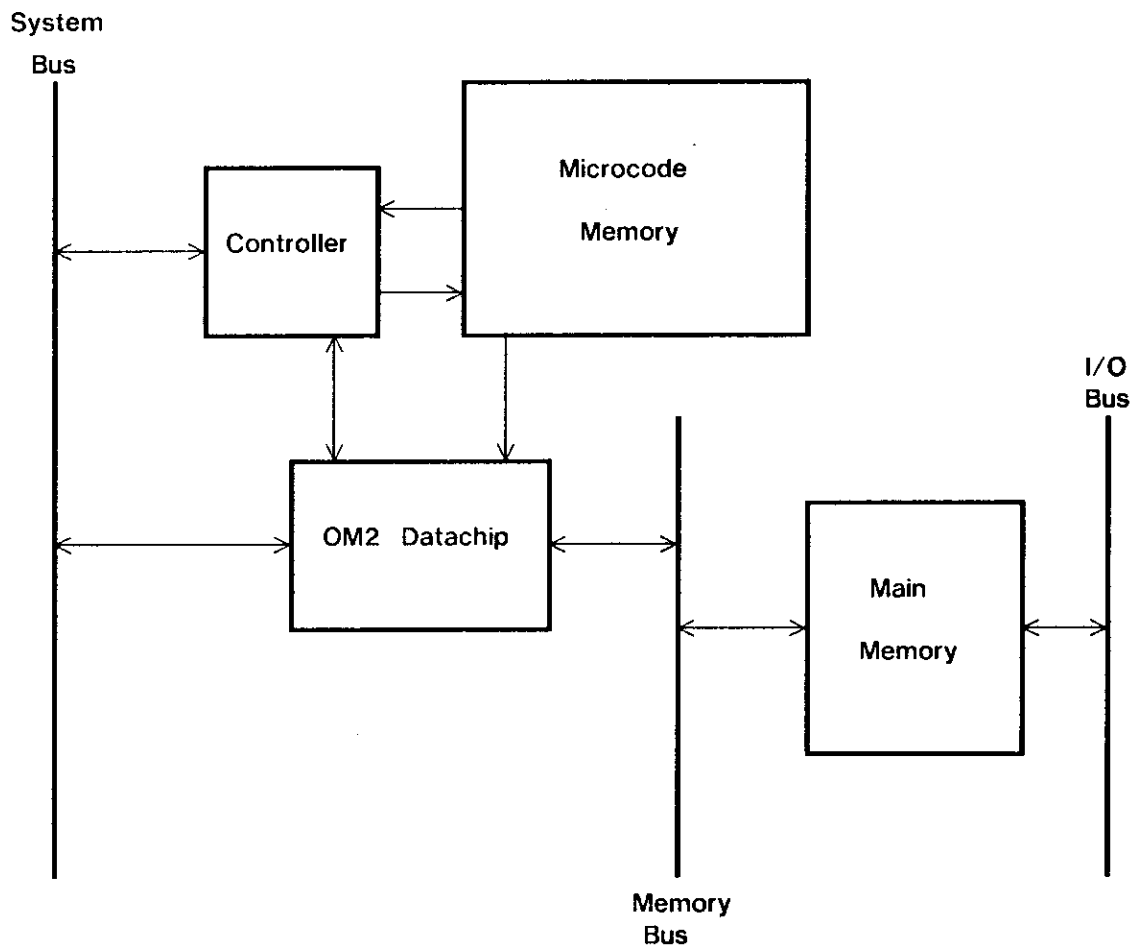 System
Bus
Microcode
Memory
Controller
I/O
Bus
OM2 Datachip
Main
Memory
Memory
Bus